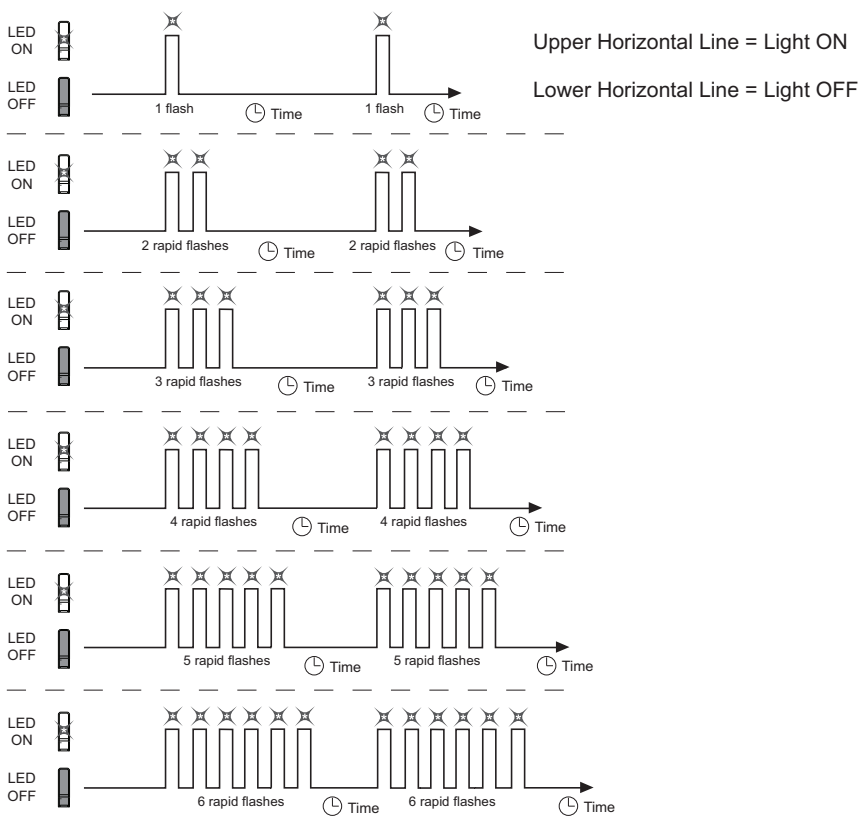 LED
ON
Upper Horizontal Line = Light ON
LED
OFF
Lower Horizontal Line = Light OFF
1 flash
Time
1 flash
Time
LED
ON
LED
OFF
2 rapid flashes
Time
2 rapid flashes
Time
LED
ON
LED
OFF
3 rapid flashes
Time
3 rapid flashes
Time
LED
ON
LED
OFF
4 rapid flashes
Time
4 rapid flashes
Time
LED
ON
LED
OFF
5 rapid flashes
Time
5 rapid flashes
Time
LED
ON
LED
OFF
6 rapid flashes
Time
6 rapid flashes
Time